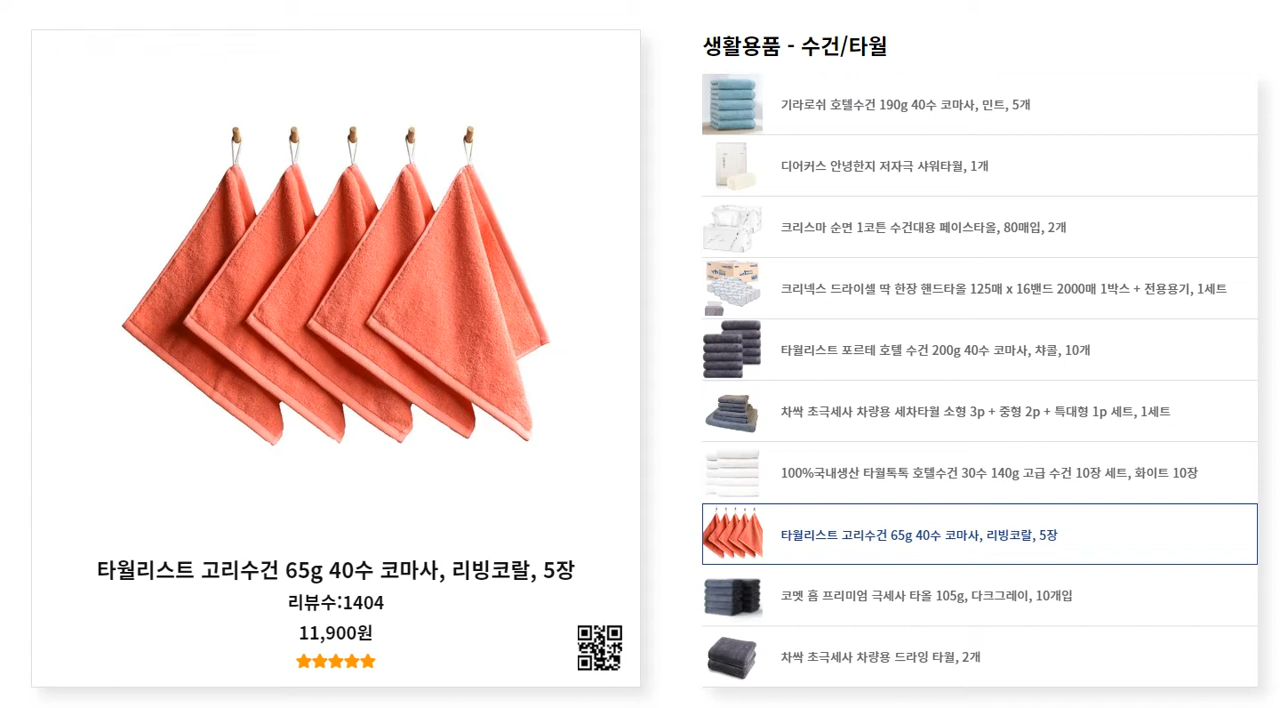 타월리스트 고리수건 65g 40수 코마사, 리빙코랄, 5장
리뷰수:1404
11,900원
생활용품 - 수건/타월
기라로쉬 호텔수건 190g 40수 코마사, 민트, 5개
디어커스 안녕한지 저자극 샤워타월, 1개
크리스마 순면 1코튼 수건대용 페이스타올, 80매입, 2개
크리넥스 드라이셀 딱 한장 핸드타올 125매 x 16밴드 2000매 1박스 + 전용용기, 1세트
타월리스트 포르테 호텔 수건 200g 40수 코마사, 챠콜, 10개
차싹 초극세사 차량용 세차타월 소형 3p + 중형 2p + 특대형 1p 세트, 1세트
100%국내생산 타월톡톡 호텔수건 30수 140g 고급 수건 10장 세트, 화이트 10장
타월리스트 고리수건 65g 40수 코마사, 리빙코랄, 5장
코멧 홈 프리미엄 극세사 타올 105g, 다크그레이, 10개입
차싹 초극세사 차량용 드라잉 타월, 2개